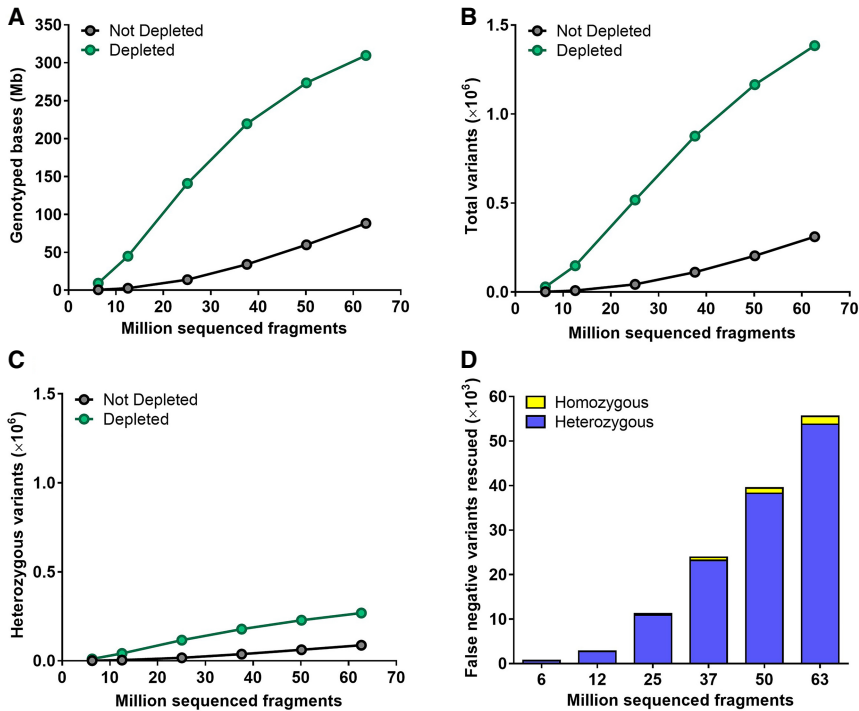 A
350
300
250
200
150
100
50
0
Genotyped bases (Mb)
Not Depleted
Depleted
0 10 20 30 40 50 60 70
Million sequenced fragments
B
1.5
1.0
0.5
0.0
Total variants (×10⁶)
Not Depleted
Depleted
0 10 20 30 40 50 60 70
Million sequenced fragments
C
1.5
1.0
0.5
0.0
Heterozygous variants (×10⁶)
Not Depleted
Depleted
0 10 20 30 40 50 60 70
Million sequenced fragments
D
60
50
40
30
20
10
0
False negative variants rescued (×10³)
Homozygous
Heterozygous
6 12 25 37 50 63
Million sequenced fragments